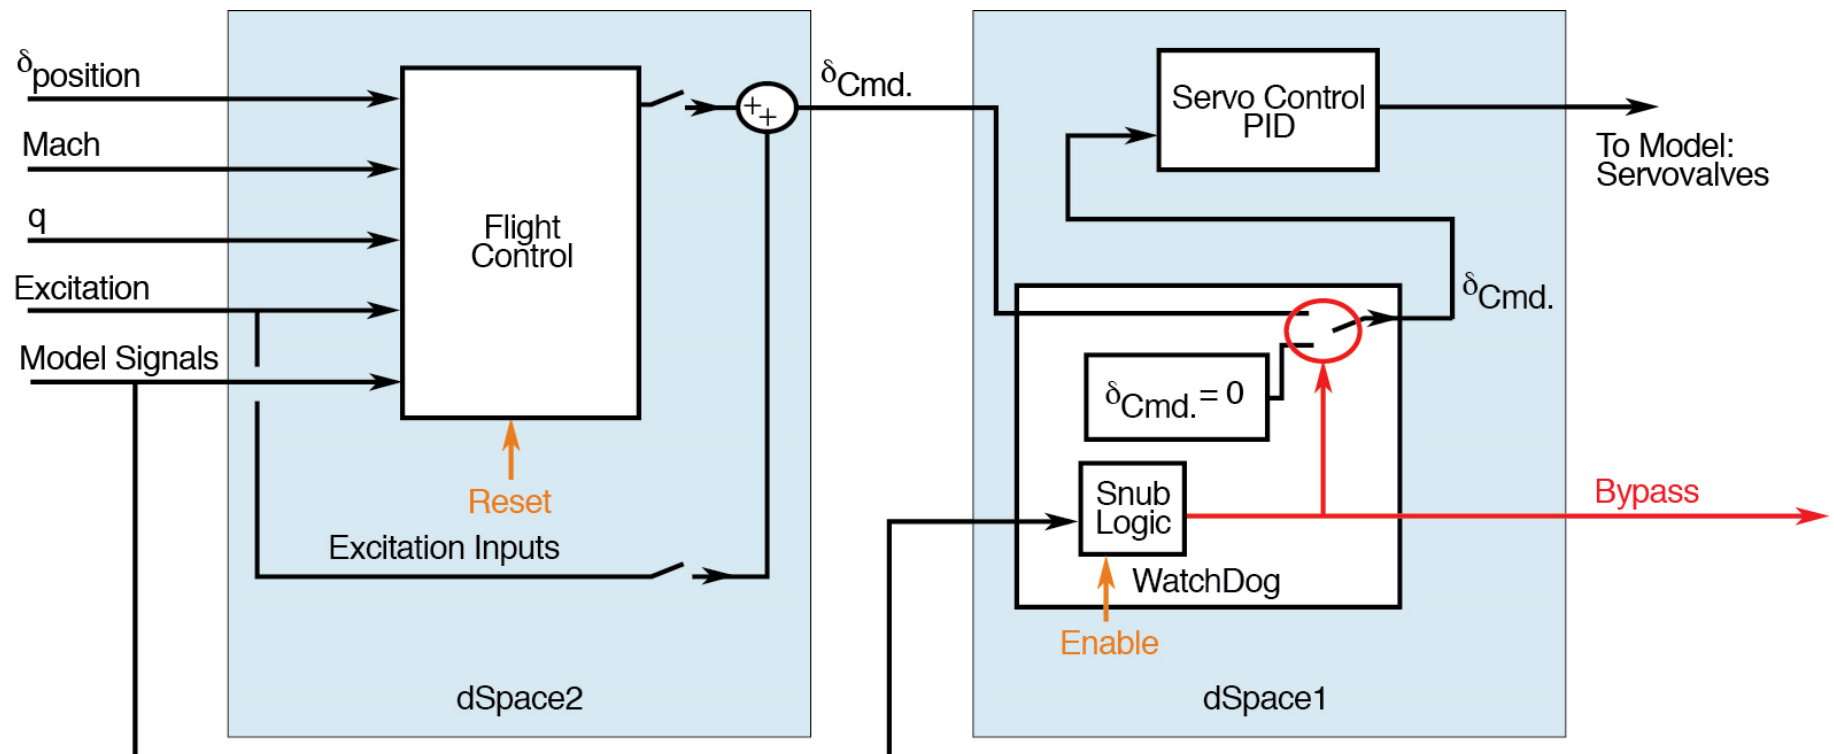 δposition
Mach
q
Excitation
Model Signals
Flight
Control
Reset
Excitation Inputs
++
dSpace2
δCmd.
Servo Control
PID
To Model:
Servovalves
δCmd.
δCmd. = 0
Snub
Logic
WatchDog
Enable
Bypass
dSpace1